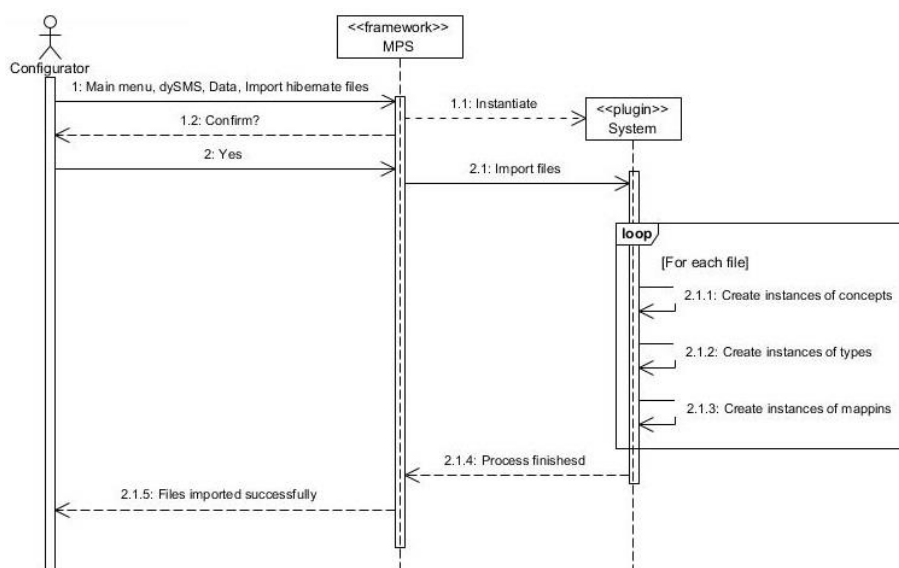 <<framework>>
MPS
Configurator
1: Main menu, dySMS, Data, Import hibernate files
1.1: Instantiate
<<plugin>>
System
1.2: Confirm?
2: Yes
2.1: Import files
loop
[For each file]
2.1.1: Create instances of concepts
2.1.2: Create instances of types
2.1.3: Create instances of mappins
2.1.4: Process finishesd
2.1.5: Files imported successfully